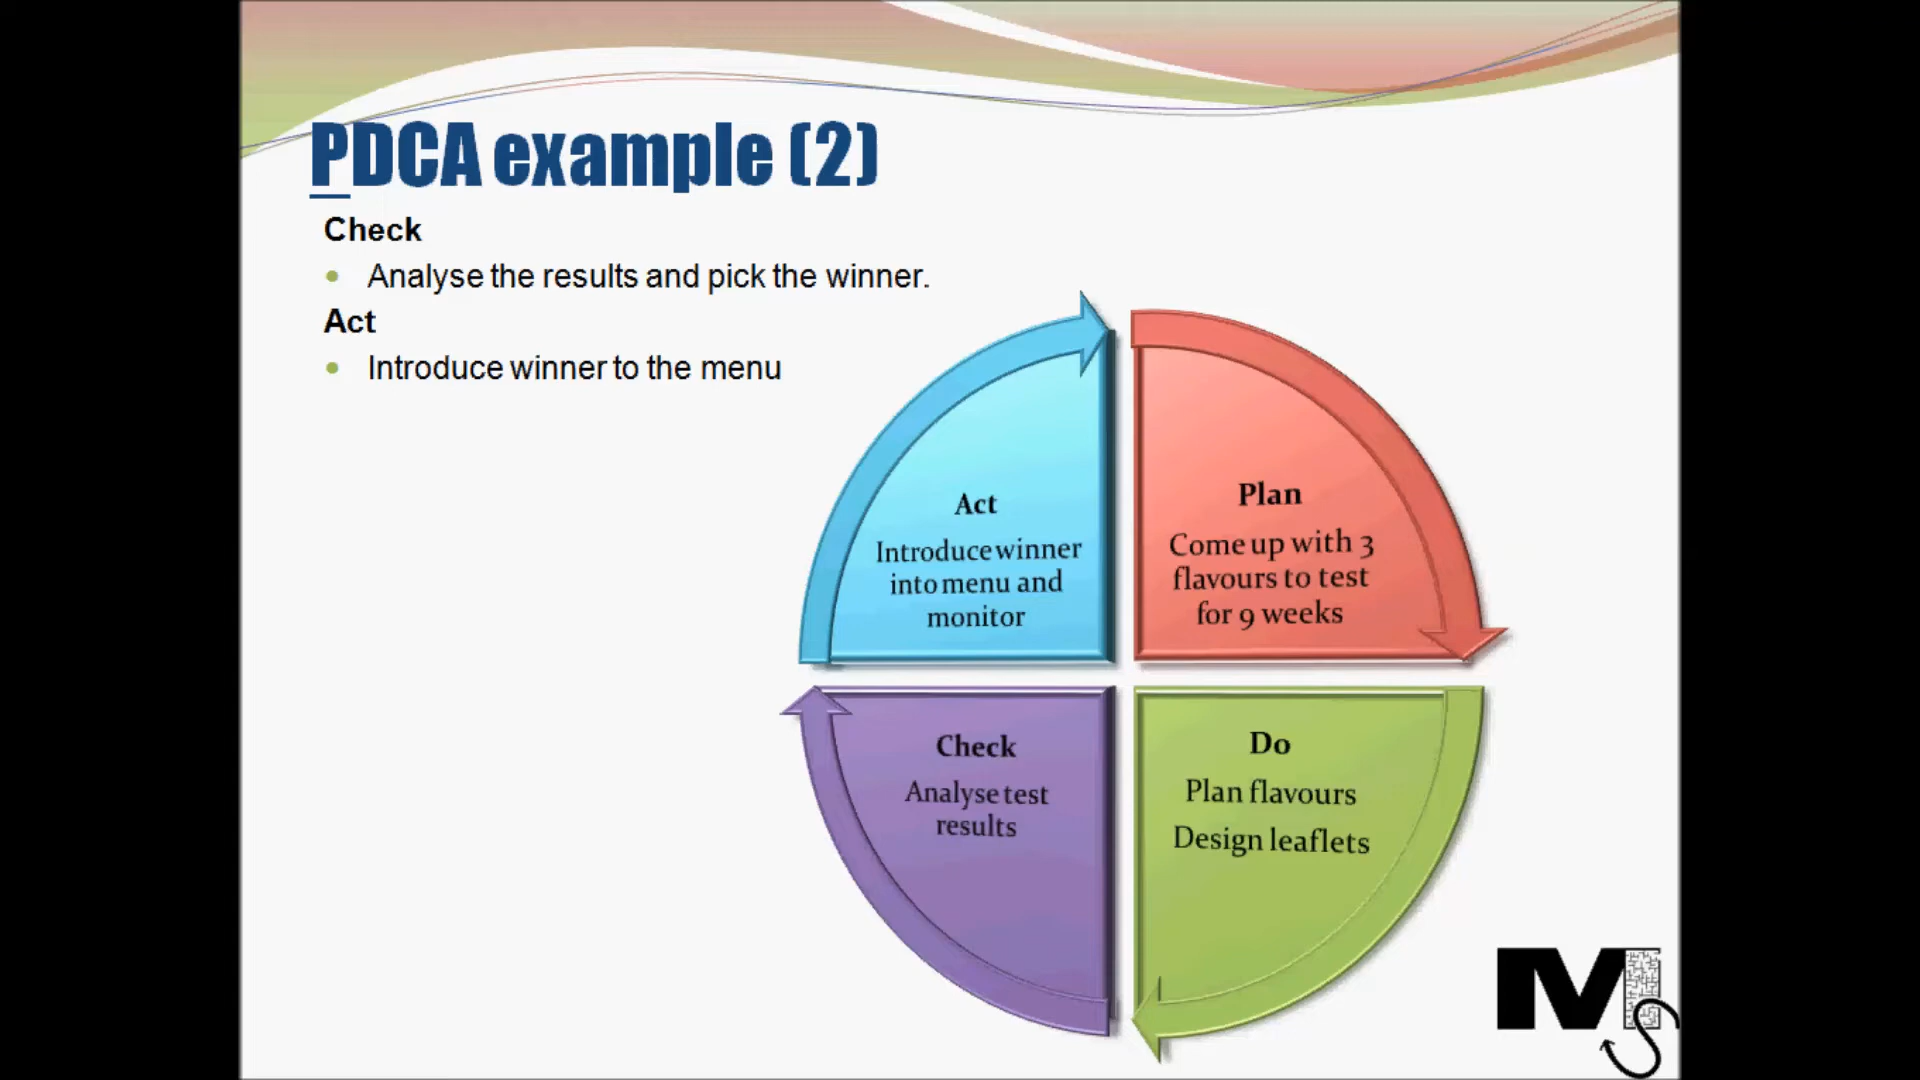 PDCA example (2)
Check
• Analyse the results and pick the winner.
Act
• Introduce winner to the menu
Act
Introduce winner
into menu and
monitor
Plan
Come up with 3
flavours to test
for 9 weeks
Check
Analyse test
results
Do
Plan flavours
Design leaflets
MS